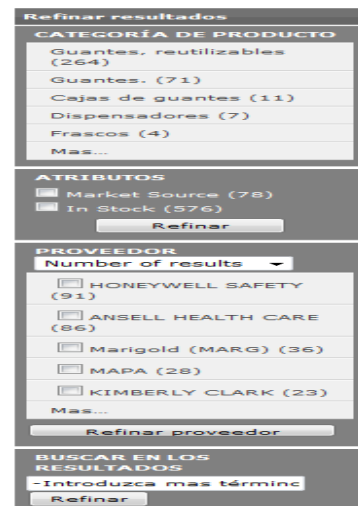 Refinar resultados
CATEGORÍA DE PRODUCTO
Guantes, reutilizables
(264)
Guantes. (71)
Cajas de guantes (11)
Dispensadores (7)
Frascos (4)
Mas...
ATRIBUTOS
Market Source (78)
In Stock (576)
Refinar
PROVEEDOR
Number of results
HONEYWELL SAFETY
(91)
ANSELL HEALTH CARE
(86)
Marigold (MARG) (36)
MAPA (28)
KIMBERLY CLARK (23)
Mas...
Refinar proveedor
BUSCAR EN LOS
RESULTADOS
-Introduzca mas términc
Refinar